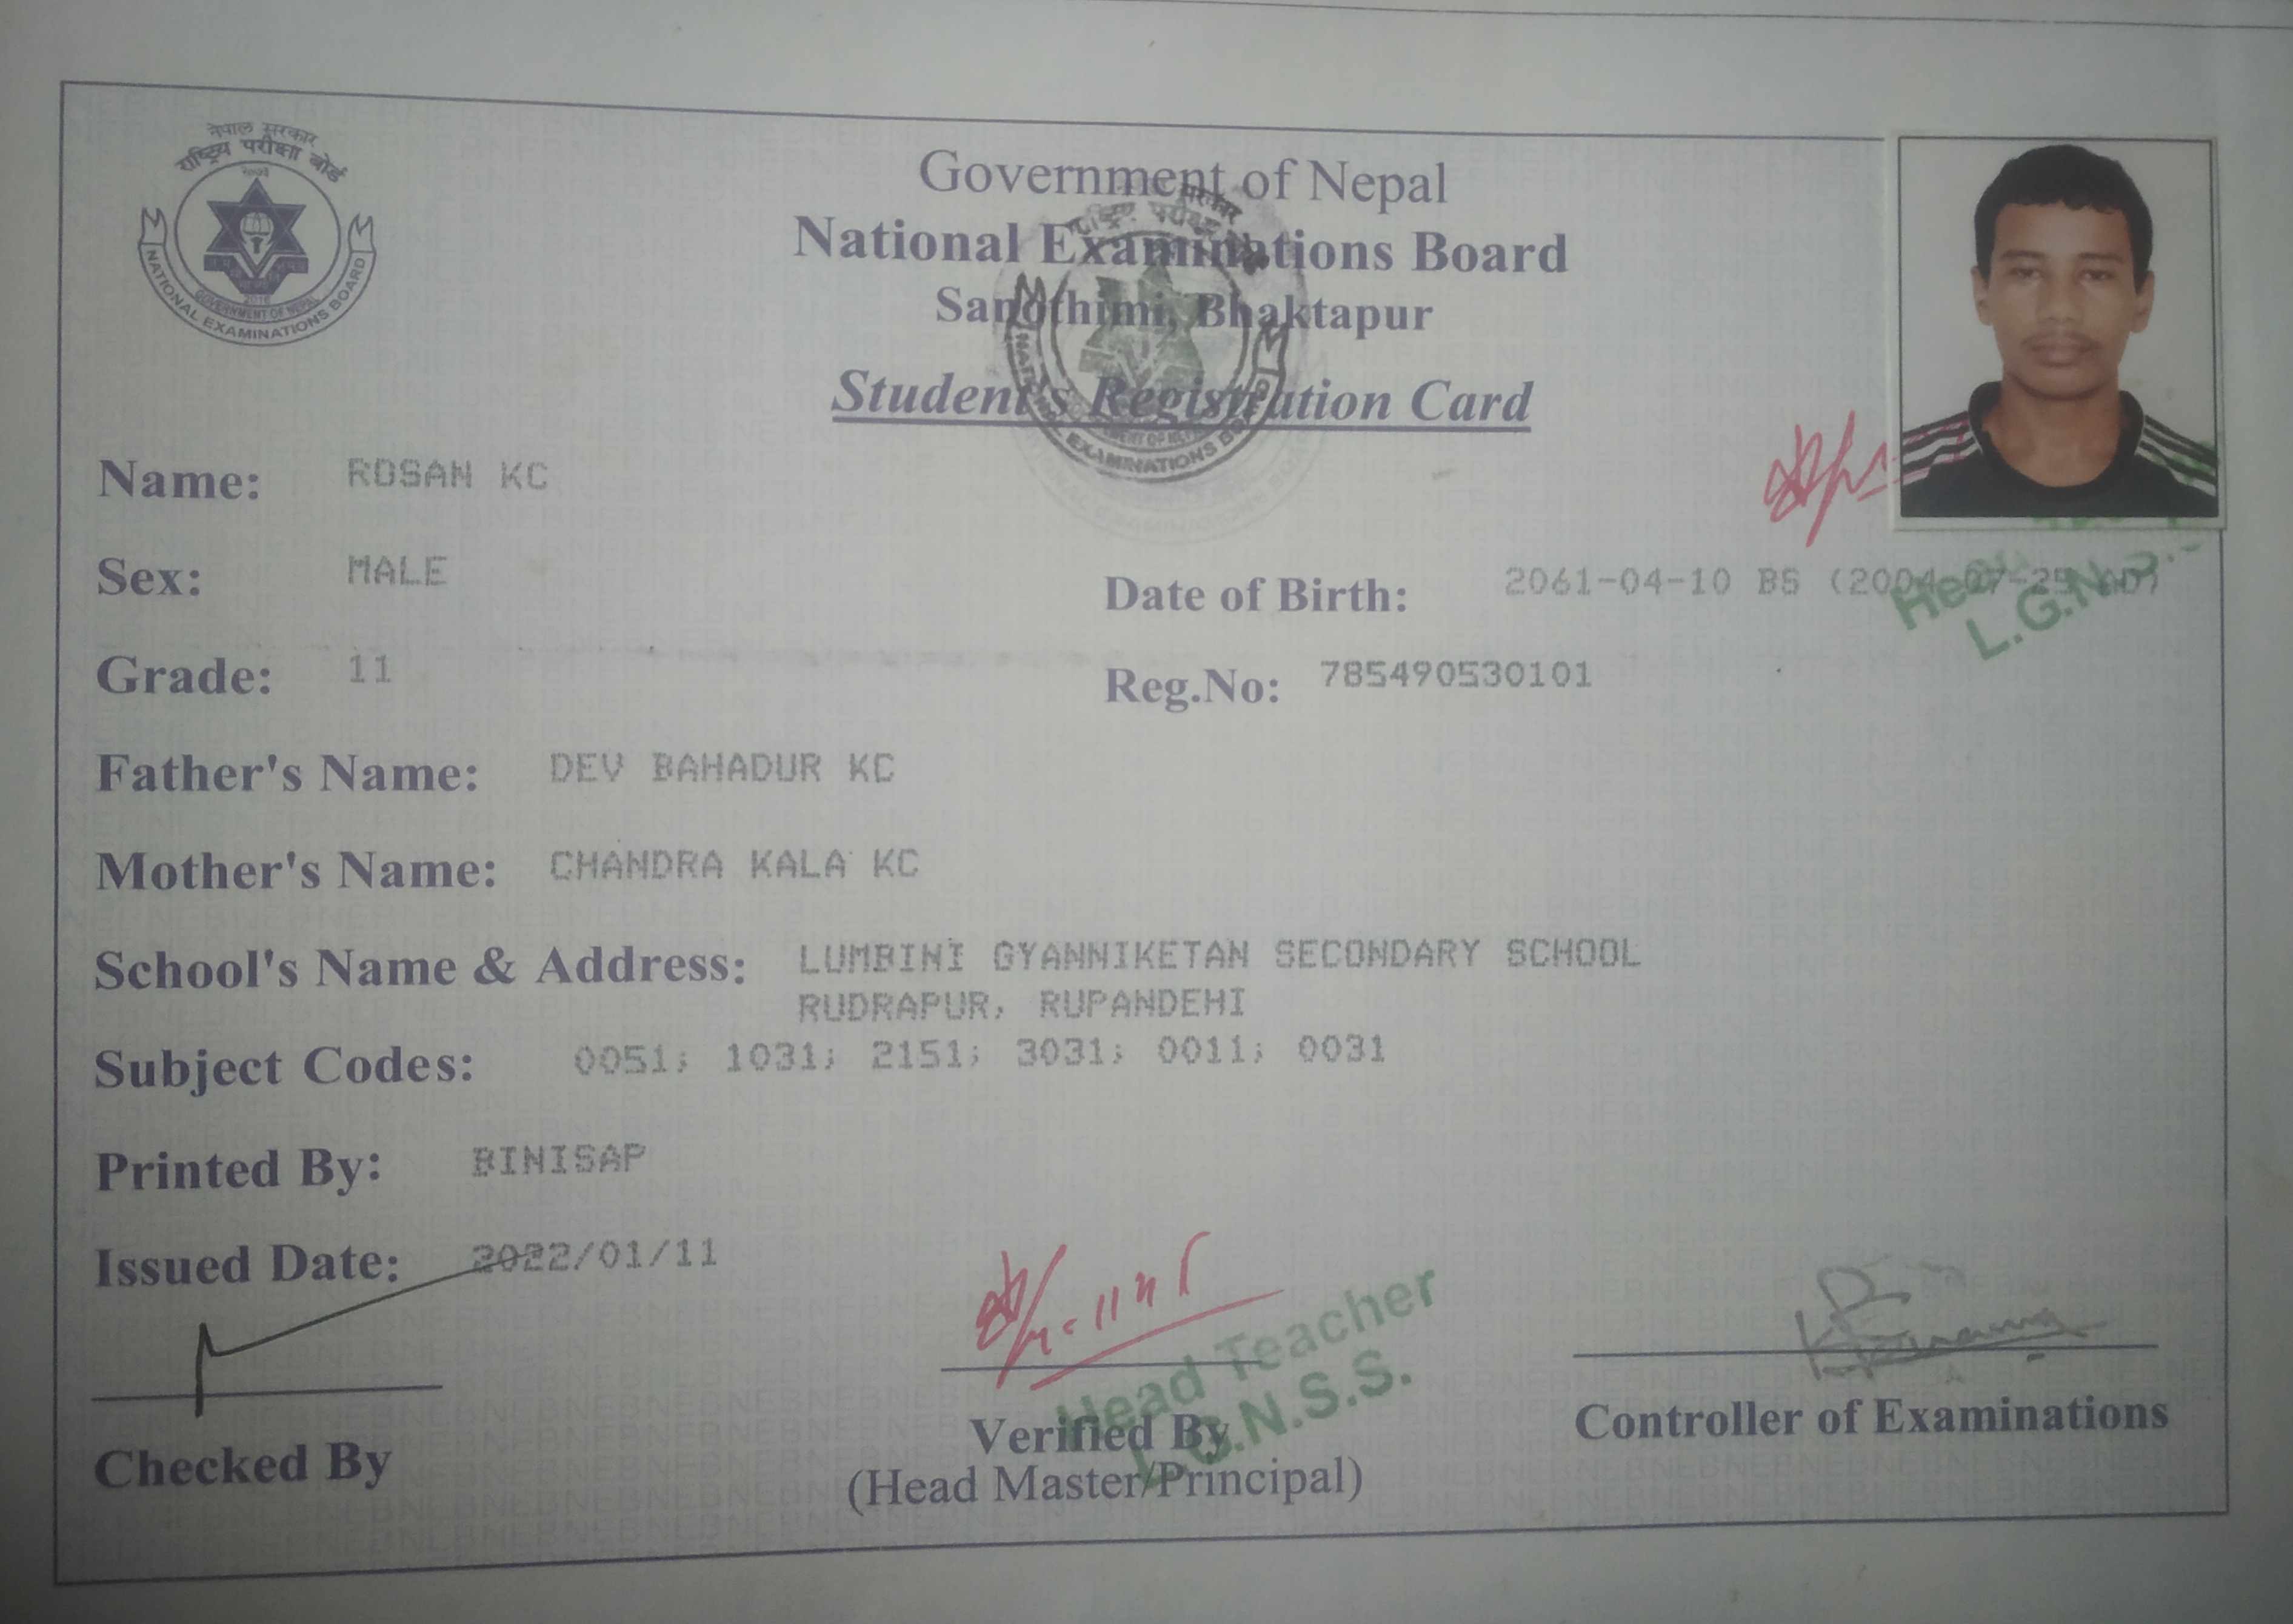 नेपाल सरकार
राष्ट्रिय परीक्षा बोर्ड
२०७३
2016
GOVERNMENT OF NEPAL
NATIONAL EXAMINATIONS BOARD
Government of Nepal
National Examinations Board
Sanothimi, Bhaktapur
Student's Registration Card
Name: ROSAN KC
Sex: MALE
Date of Birth: 2061-04-10 BS (2004-07-25 AD)
Grade: 11
Reg.No: 785490530101
Father's Name: DEV BAHADUR KC
Mother's Name: CHANDRA KALA KC
School's Name & Address: LUMBINI GYANNIKETAN SECONDARY SCHOOL
RUDRAPUR, RUPANDEHI
Subject Codes: 0051; 1031; 2151; 3031; 0011; 0031
Printed By: BINISAP
Issued Date: 2022/01/11
Head Teacher
L.G.N.S.S.
Checked By
Verified By
(Head Master/Principal)
Controller of Examinations